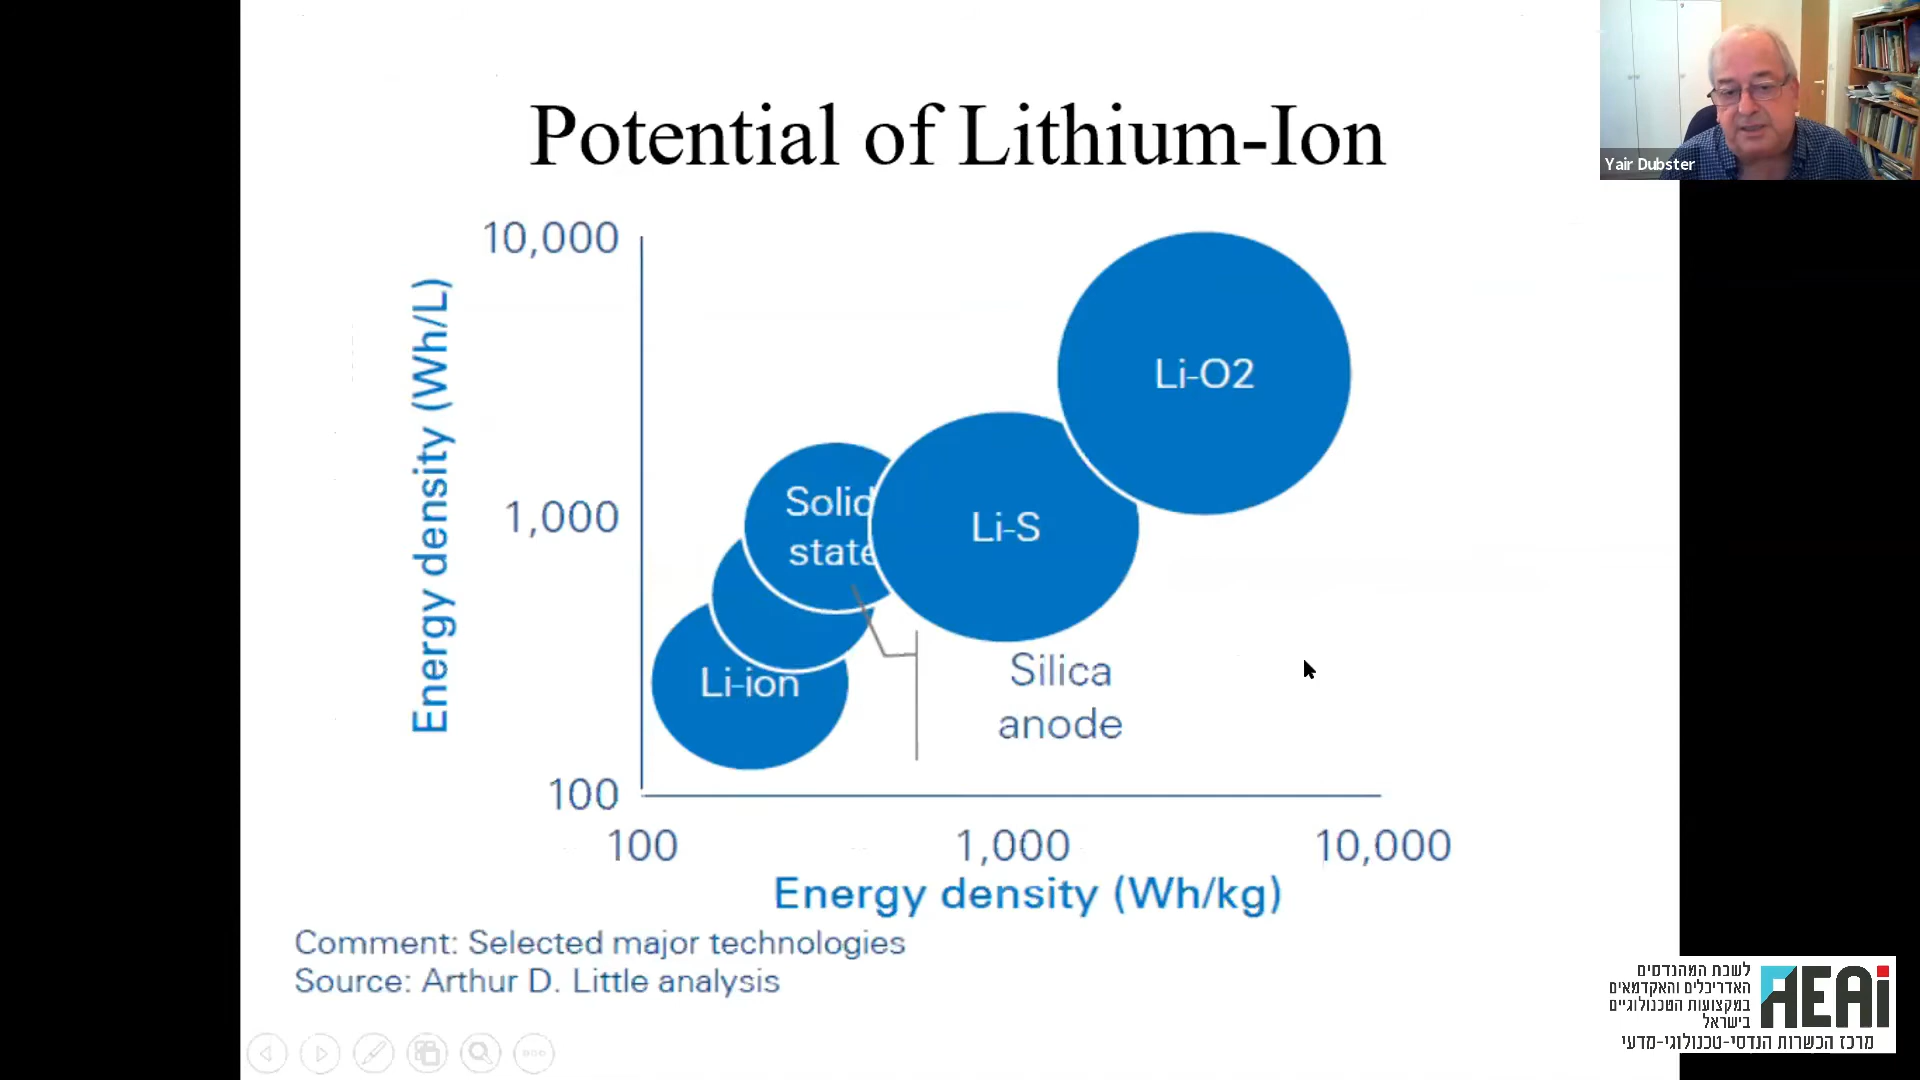 Potential of Lithium-Ion
Yair Dubster
10,000
1,000
100
Energy density (Wh/L)
Li-O2
Solid
state
Li-S
Li-ion
Silica
anode
100 1,000 10,000
Energy density (Wh/kg)
Comment: Selected major technologies
Source: Arthur D. Little analysis
לשכת המהנדסים
האדריכלים והאקדמאים
במקצועות הטכנולוגיים
בישראל
AEAi
מרכז הכשרות הנדסי-טכנולוגי-מדעי